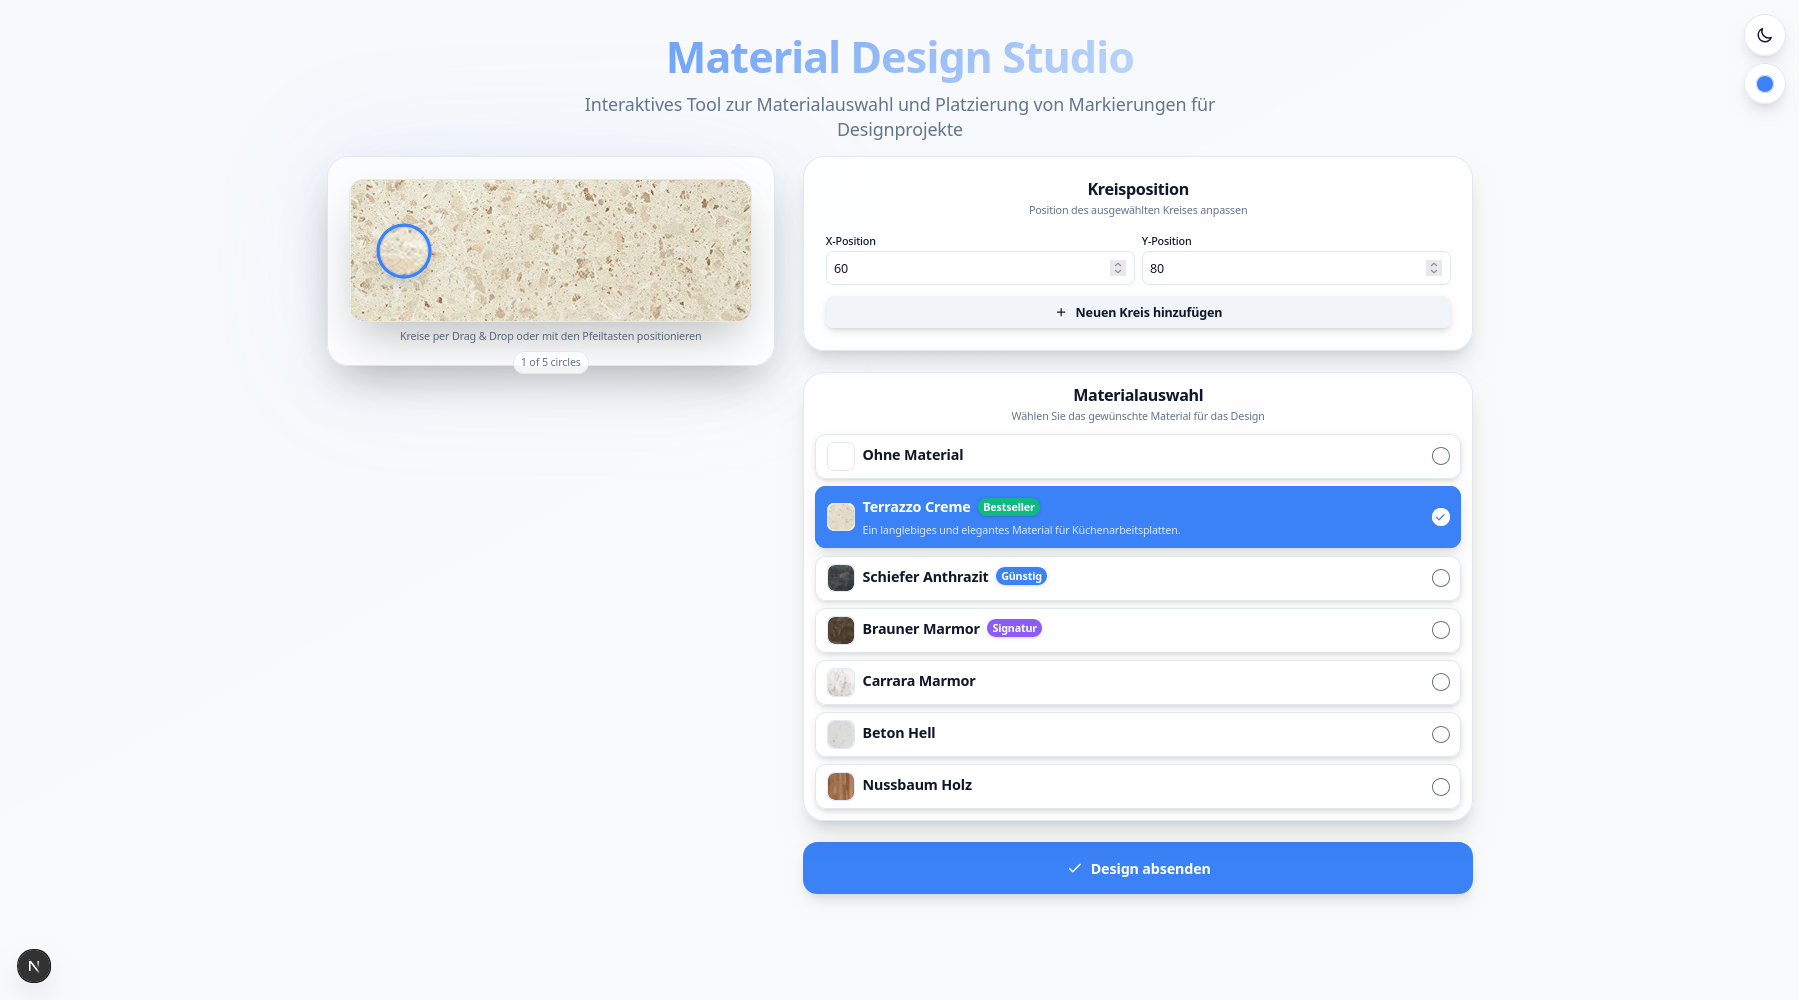 Material Design Studio
Interaktives Tool zur Materialauswahl und Platzierung von Markierungen für
Designprojekte
Kreise per Drag & Drop oder mit den Pfeiltasten positionieren
1 of 5 circles
Kreisposition
Position des ausgewählten Kreises anpassen
X-Position
Y-Position
60
80
Neuen Kreis hinzufügen
Materialauswahl
Wählen Sie das gewünschte Material für das Design
Ohne Material
Terrazzo Creme Bestseller
Ein langlebiges und elegantes Material für Küchenarbeitsplatten.
Schiefer Anthrazit Günstig
Brauner Marmor Signatur
Carrara Marmor
Beton Hell
Nussbaum Holz
Design absenden
N